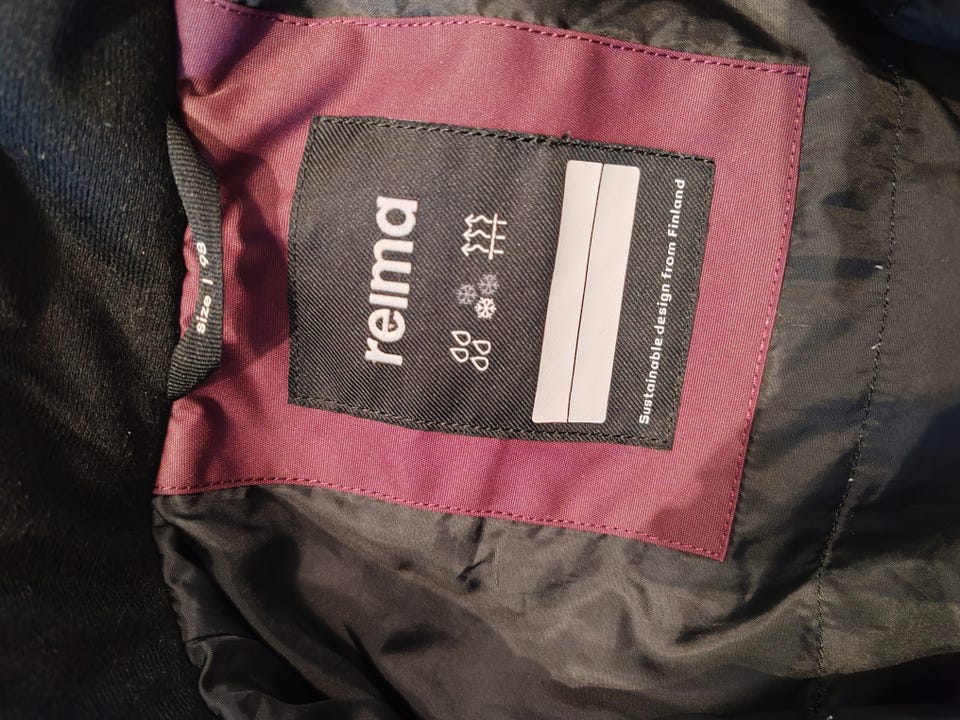 size | 98
reima
Sustainable design from Finland